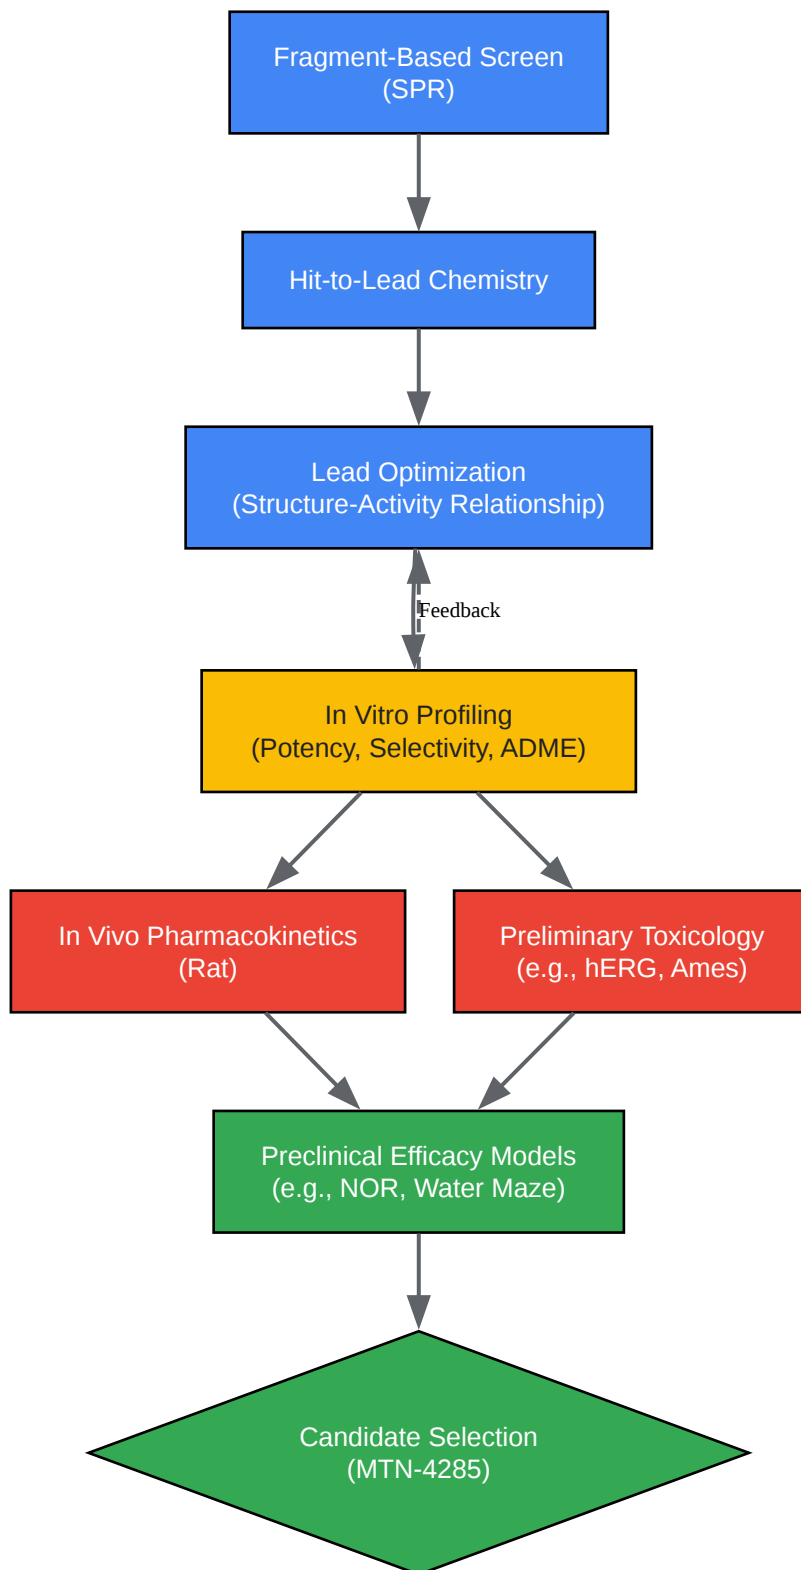 Fragment-Based Screen
(SPR)
Hit-to-Lead Chemistry
Lead Optimization
(Structure-Activity Relationship)
Feedback
In Vitro Profiling
(Potency, Selectivity, ADME)
In Vivo Pharmacokinetics
(Rat)
Preliminary Toxicology
(e.g., hERG, Ames)
Preclinical Efficacy Models
(e.g., NOR, Water Maze)
Candidate Selection
(MTN-4285)